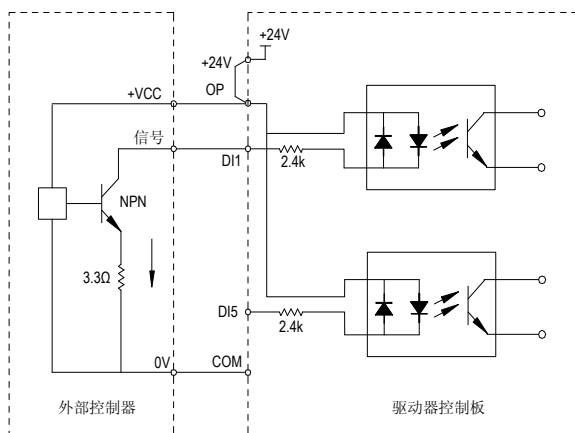 +24V
+24V
+VCC
OP
信号
DI1
2.4k
NPN
3.3Ω
DI5
2.4k
0V
COM
外部控制器
驱动器控制板